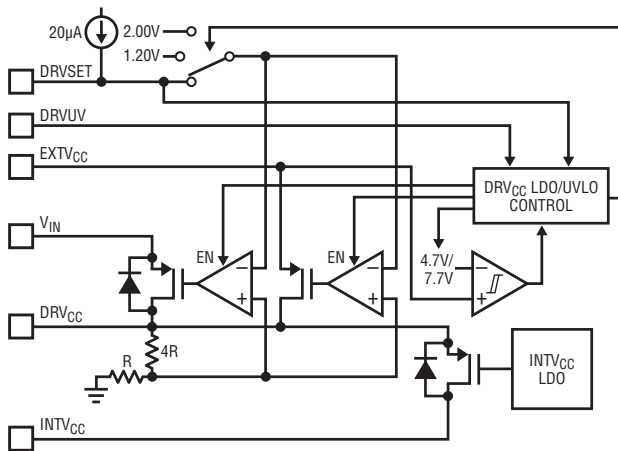 20µA
2.00V
1.20V
DRVSET
DRVUV
EXTVCC
DRVCC LDO/UVLO
CONTROL
VIN
EN
EN
4.7V/
7.7V
–
+
–
+
–
+
DRVCC
4R
R
INTVCC
LDO
INTVCC